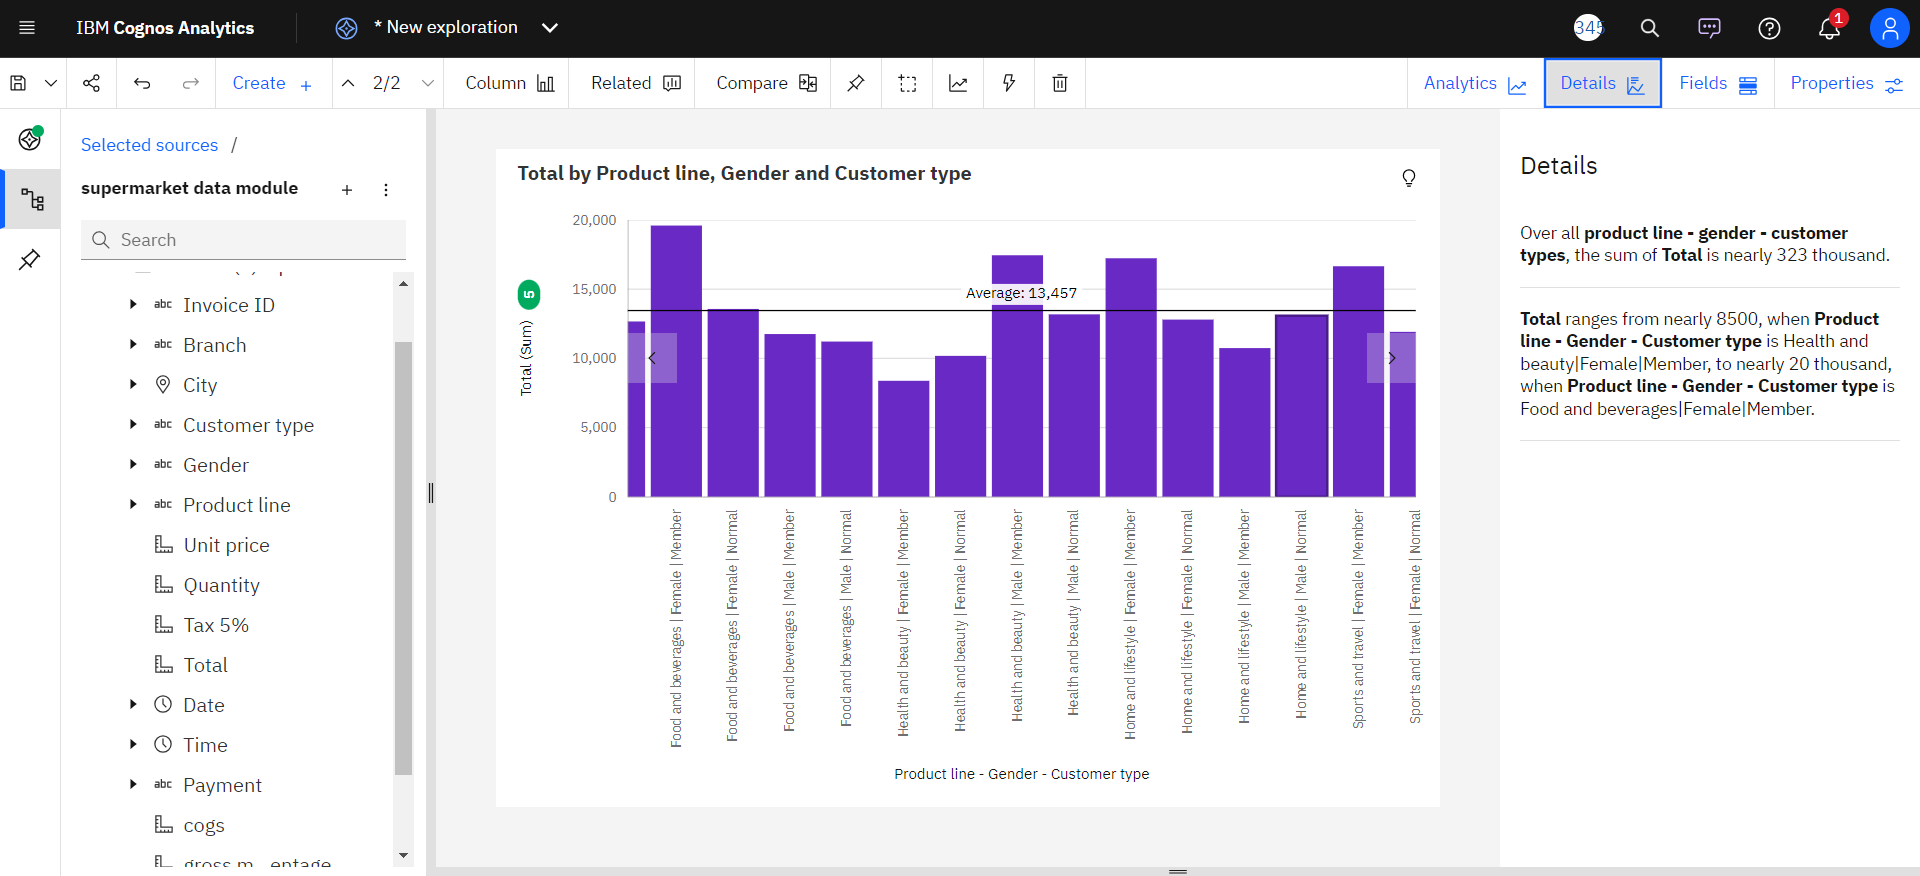 IBM Cognos Analytics
* New exploration
345
1
Create
2/2
Column
Related
Compare
Analytics
Details
Fields
Properties
Selected sources /
supermarket data module
Search
abc Invoice ID
abc Branch
City
abc Customer type
abc Gender
abc Product line
Unit price
Quantity
Tax 5%
Total
Date
Time
abc Payment
cogs
gross m...entage
Total by Product line, Gender and Customer type
20,000
15,000
10,000
5,000
0
5
Total (Sum)
Average: 13,457
Food and beverages | Female | Member
Food and beverages | Female | Normal
Food and beverages | Male | Member
Food and beverages | Male | Normal
Health and beauty | Female | Member
Health and beauty | Female | Normal
Health and beauty | Male | Member
Health and beauty | Male | Normal
Home and lifestyle | Female | Member
Home and lifestyle | Female | Normal
Home and lifestyle | Male | Member
Home and lifestyle | Male | Normal
Sports and travel | Female | Member
Sports and travel | Female | Normal
Product line - Gender - Customer type
Details
Over all product line - gender - customer
types, the sum of Total is nearly 323 thousand.
Total ranges from nearly 8500, when Product
line - Gender - Customer type is Health and
beauty|Female|Member, to nearly 20 thousand,
when Product line - Gender - Customer type is
Food and beverages|Female|Member.